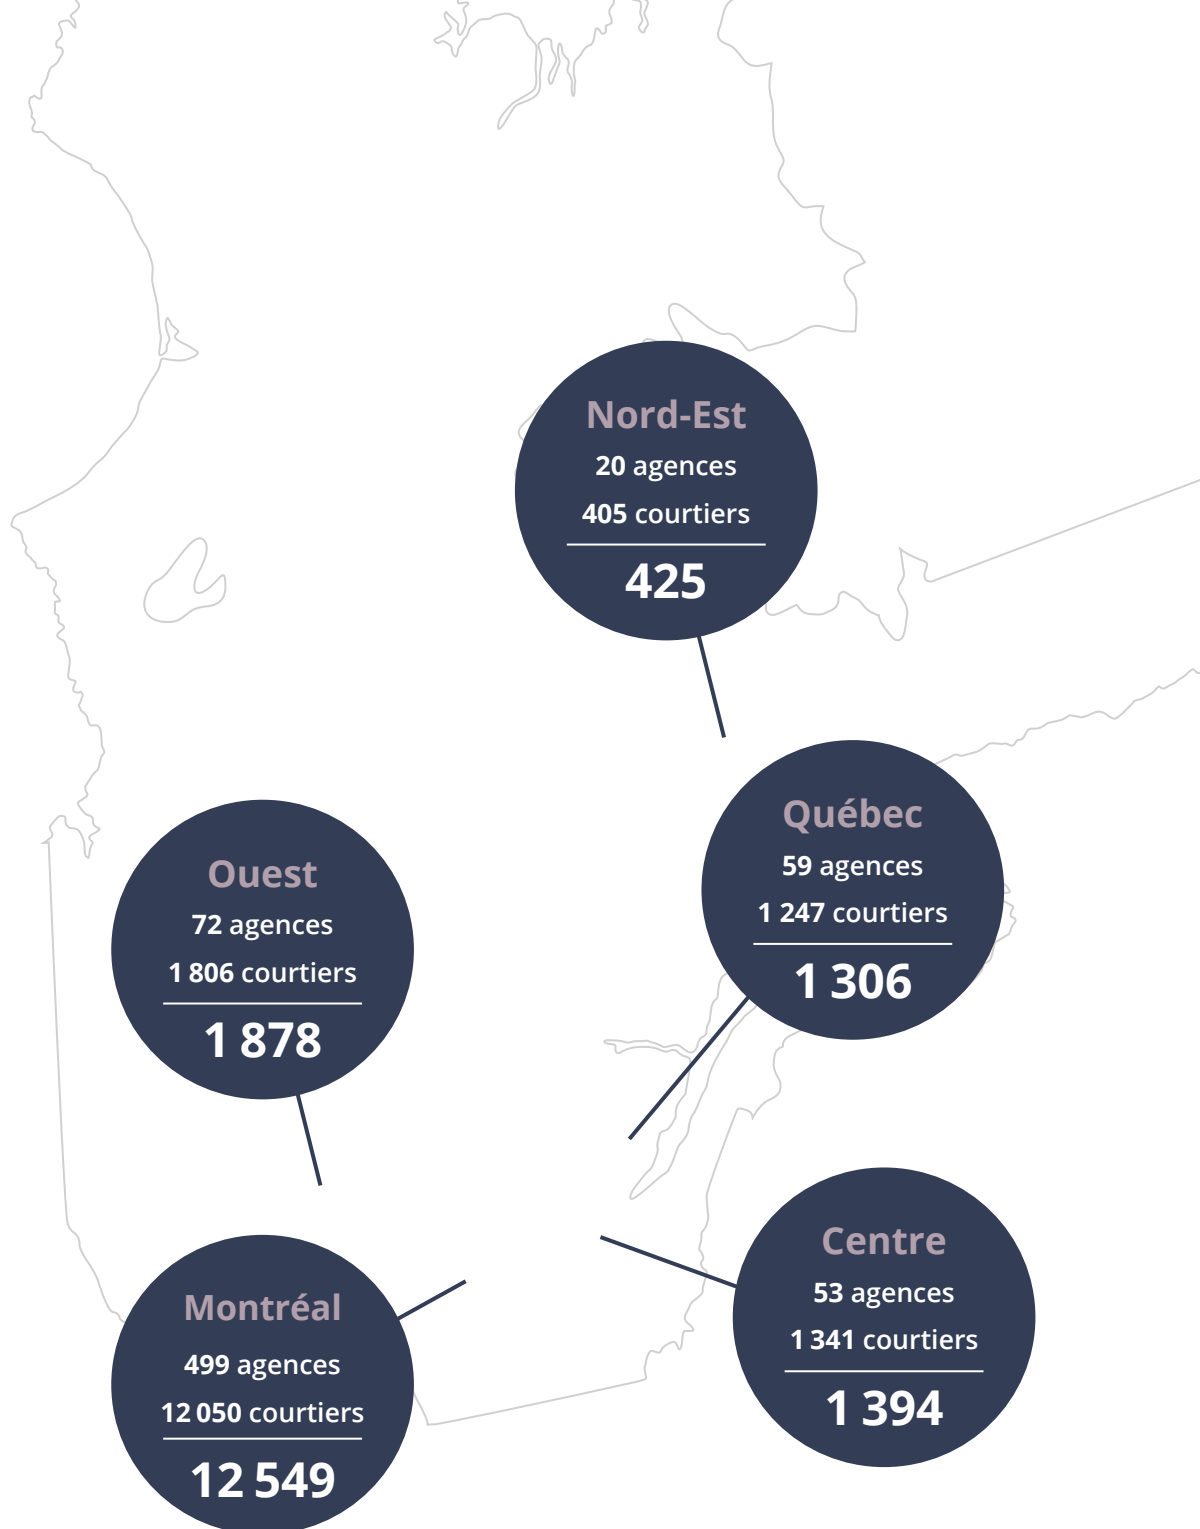 Nord-Est
20 agences
405 courtiers
425
Québec
59 agences
1 247 courtiers
1 306
Ouest
72 agences
1 806 courtiers
1 878
Centre
53 agences
1 341 courtiers
1 394
Montréal
499 agences
12 050 courtiers
12 549